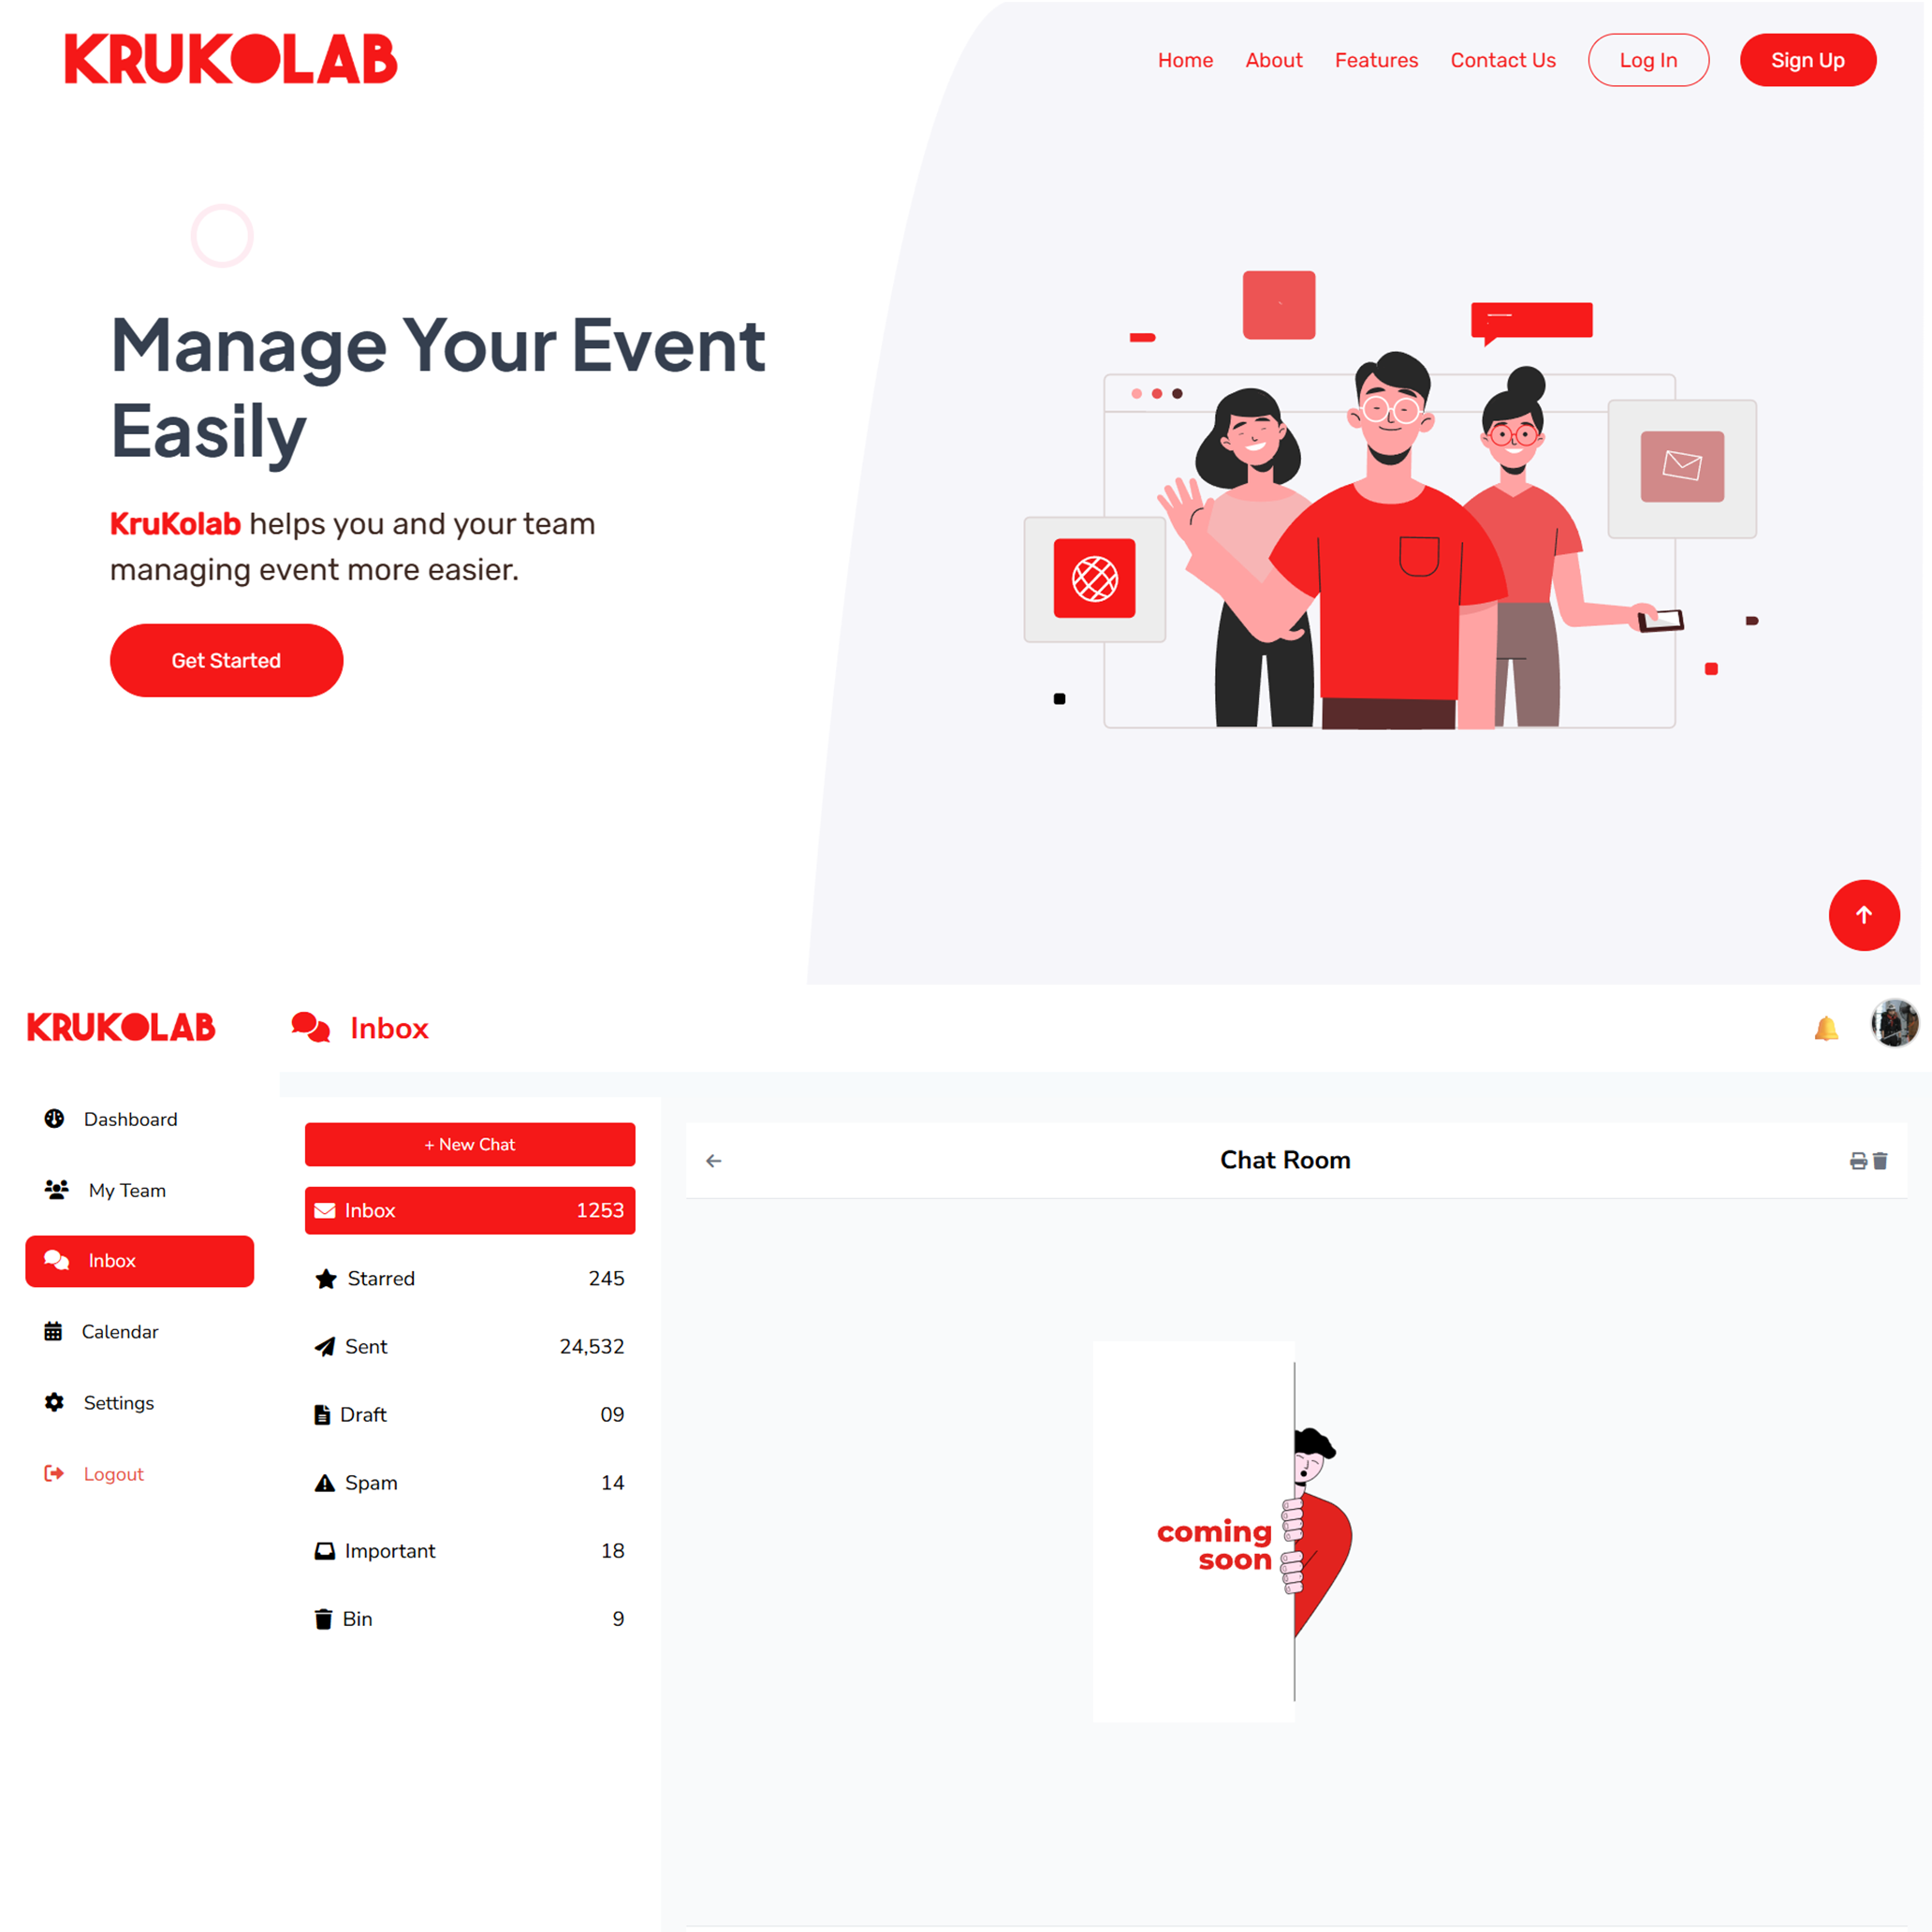 KRUKOLAB
Home About Features Contact Us Log In Sign Up
Manage Your Event
Easily
KruKolab helps you and your team
managing event more easier.
Get Started
KRUKOLAB
Inbox
Dashboard
My Team
Inbox
Calendar
Settings
Logout
+ New Chat
Inbox 1253
Starred 245
Sent 24,532
Draft 09
Spam 14
Important 18
Bin 9
Chat Room
coming
soon